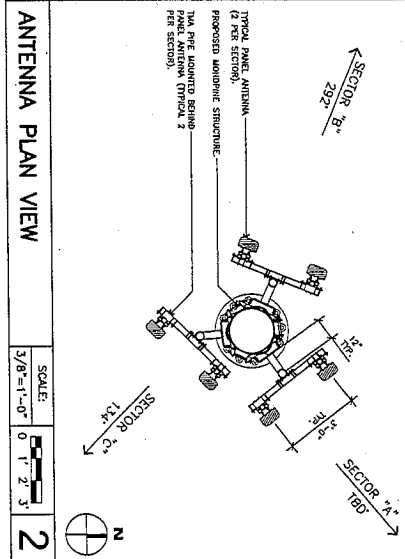 SECTOR "B"
292°
TYPICAL PANEL ANTENNA
(2 PER SECTOR).
PROPOSED MONOPINE STRUCTURE
TMA PIPE MOUNTED BEHIND
PANEL ANTENNA (TYPICAL 2
PER SECTOR).
12"
TYP.
3'-0"
TYP.
SECTOR "A"
TBD°
SECTOR "C"
134°
N
ANTENNA PLAN VIEW
SCALE:
3/8"=1'-0"
0 1' 2' 3'
2